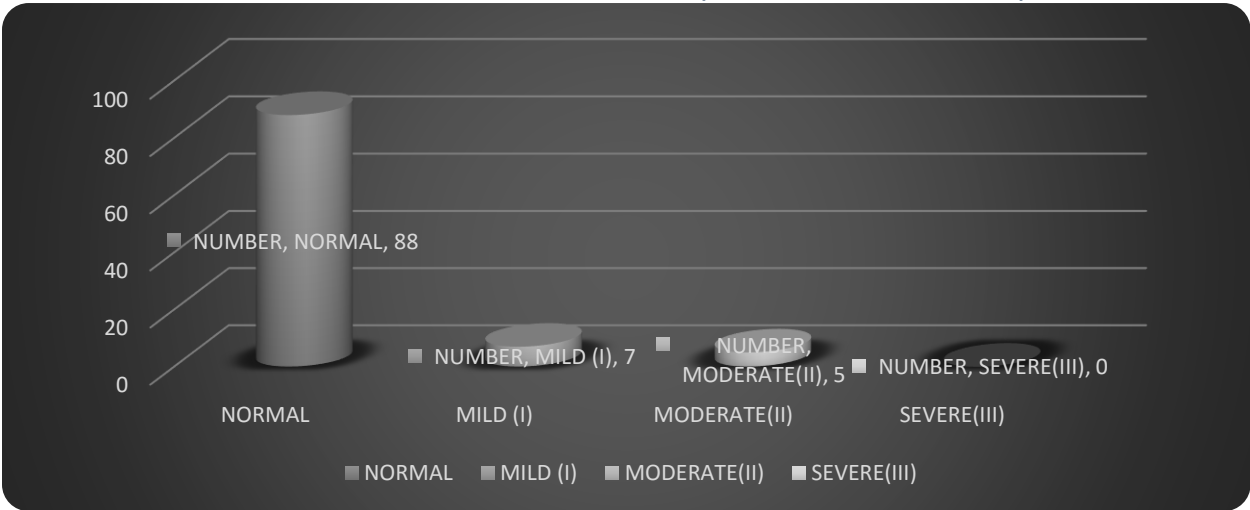 100
80
60
40
20
0
NUMBER, NORMAL, 88
NUMBER, MILD (I), 7
NUMBER,
MODERATE(II), 5
NUMBER, SEVERE(III), 0
NORMAL MILD (I) MODERATE(II) SEVERE(III)
NORMAL MILD (I) MODERATE(II) SEVERE(III)